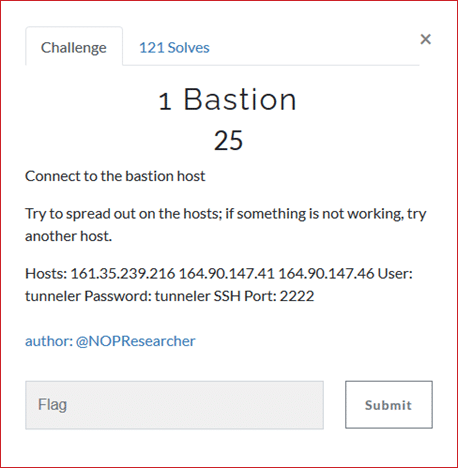 Challenge
121 Solves
×
1 Bastion
25
Connect to the bastion host
Try to spread out on the hosts; if something is not working, try
another host.
Hosts: 161.35.239.216 164.90.147.41 164.90.147.46 User:
tunneler Password: tunneler SSH Port: 2222
author: @NOPResearcher
Flag
Submit